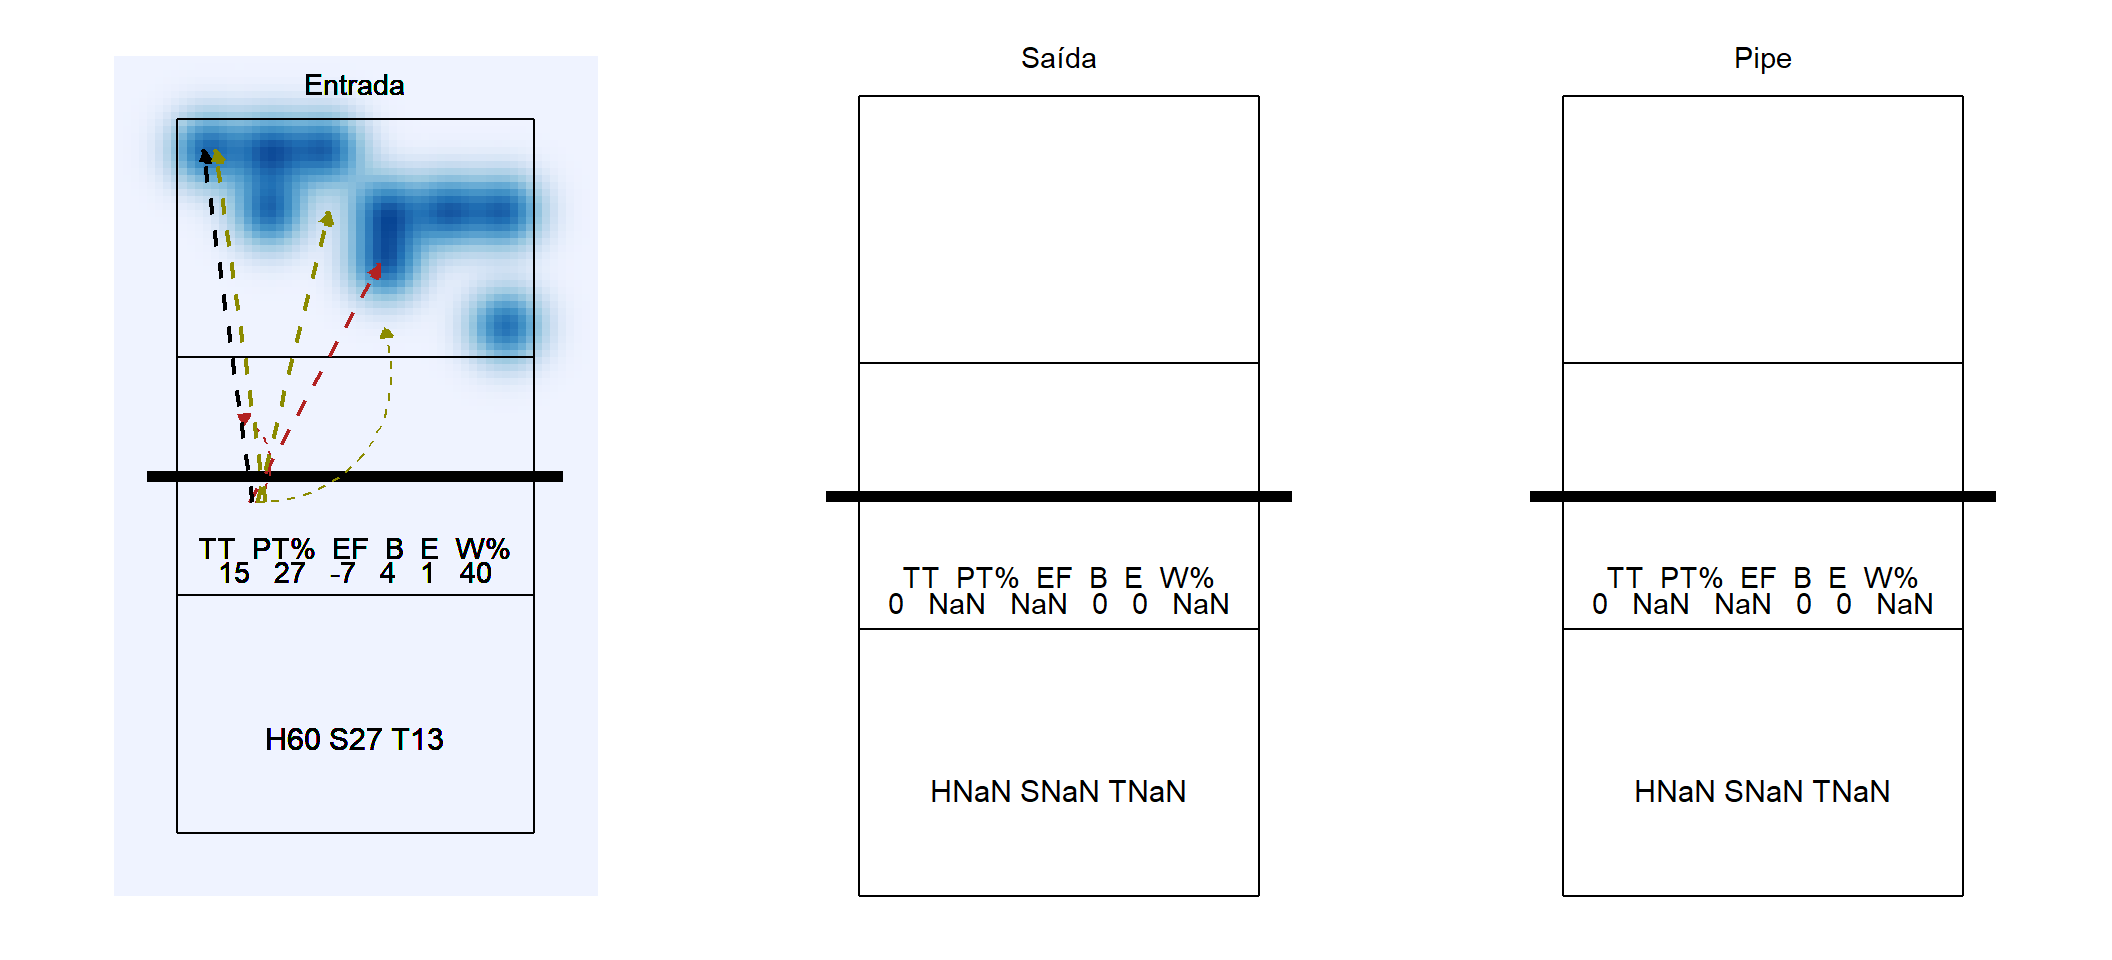 Entrada
TT PT% EF B E W%
15 27 -7 4 1 40
H60 S27 T13
Saída
TT PT% EF B E W%
0 NaN NaN 0 0 NaN
HNaN SNaN TNaN
Pipe
TT PT% EF B E W%
0 NaN NaN 0 0 NaN
HNaN SNaN TNaN